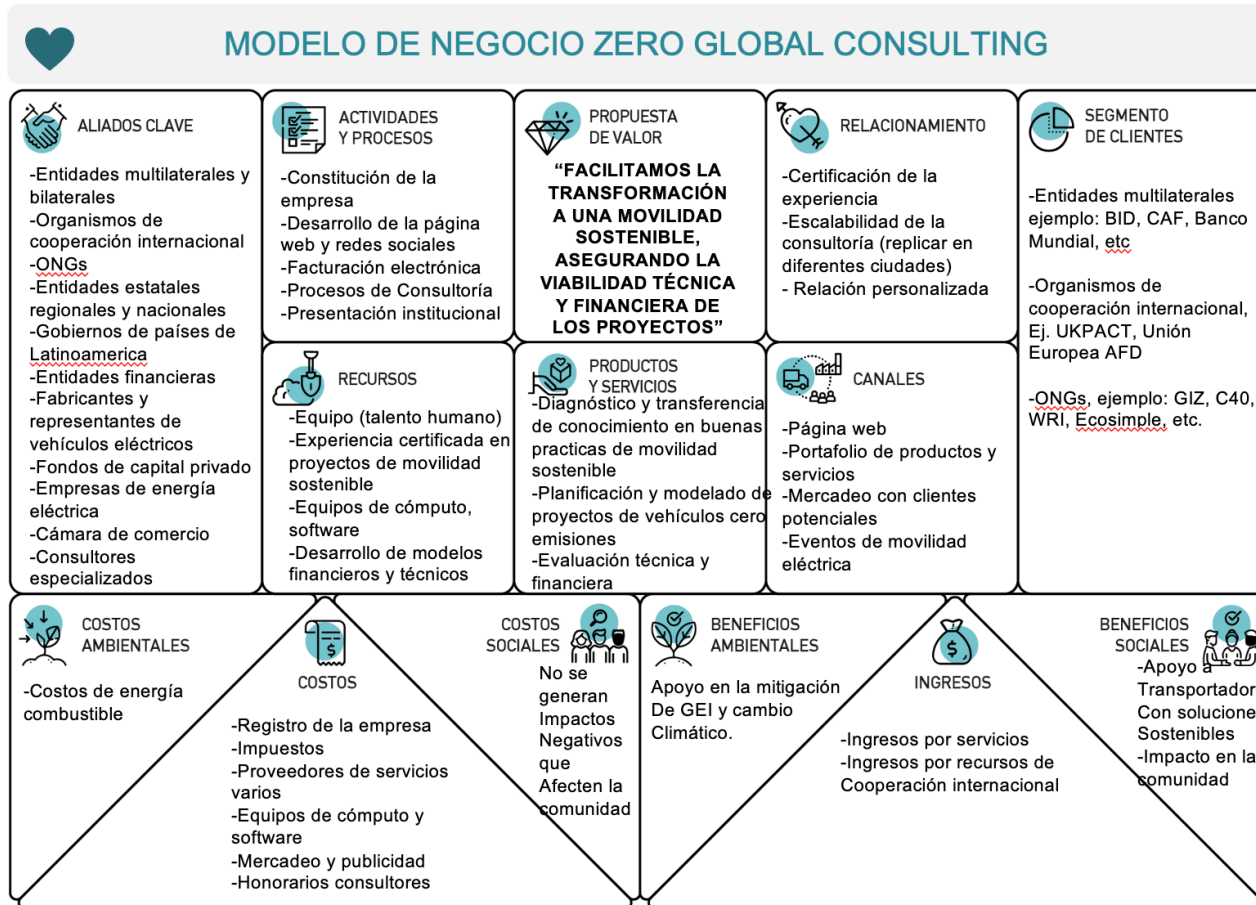 MODELO DE NEGOCIO ZERO GLOBAL CONSULTING
ALIADOS CLAVE
-Entidades multilaterales y
bilaterales
-Organismos de
cooperación internacional
-ONGs
-Entidades estatales
regionales y nacionales
-Gobiernos de países de
Latinoamerica
-Entidades financieras
-Fabricantes y
representantes de
vehículos eléctricos
-Fondos de capital privado
-Empresas de energía
eléctrica
-Cámara de comercio
-Consultores
especializados
ACTIVIDADES
Y PROCESOS
-Constitución de la
empresa
-Desarrollo de la página
web y redes sociales
-Facturación electrónica
-Procesos de Consultoría
-Presentación institucional
RECURSOS
-Equipo (talento humano)
-Experiencia certificada en
proyectos de movilidad
sostenible
-Equipos de cómputo,
software
-Desarrollo de modelos
financieros y técnicos
PROPUESTA
DE VALOR
“FACILITAMOS LA
TRANSFORMACIÓN
A UNA MOVILIDAD
SOSTENIBLE,
ASEGURANDO LA
VIABILIDAD TÉCNICA
Y FINANCIERA DE
LOS PROYECTOS”
PRODUCTOS
Y SERVICIOS
-Diagnóstico y transferencia
de conocimiento en buenas
practicas de movilidad
sostenible
-Planificación y modelado de
proyectos de vehículos cero
emisiones
-Evaluación técnica y
financiera
RELACIONAMIENTO
-Certificación de la
experiencia
-Escalabilidad de la
consultoría (replicar en
diferentes ciudades)
- Relación personalizada
CANALES
-Página web
-Portafolio de productos y
servicios
-Mercadeo con clientes
potenciales
-Eventos de movilidad
eléctrica
SEGMENTO
DE CLIENTES
-Entidades multilaterales
ejemplo: BID, CAF, Banco
Mundial, etc
-Organismos de
cooperación internacional,
Ej. UKPACT, Unión
Europea AFD
-ONGs, ejemplo: GIZ, C40,
WRI, Ecosimple, etc.
COSTOS
AMBIENTALES
-Costos de energía
combustible
COSTOS
-Registro de la empresa
-Impuestos
-Proveedores de servicios
varios
-Equipos de cómputo y
software
-Mercadeo y publicidad
-Honorarios consultores
COSTOS
SOCIALES
No se
generan
Impactos
Negativos
que
Afecten la
comunidad
BENEFICIOS
AMBIENTALES
Apoyo en la mitigación
De GEI y cambio
Climático.
INGRESOS
-Ingresos por servicios
-Ingresos por recursos de
Cooperación internacional
BENEFICIOS
SOCIALES
-Apoyo a
Transportador
Con solucione
Sostenibles
-Impacto en la
comunidad